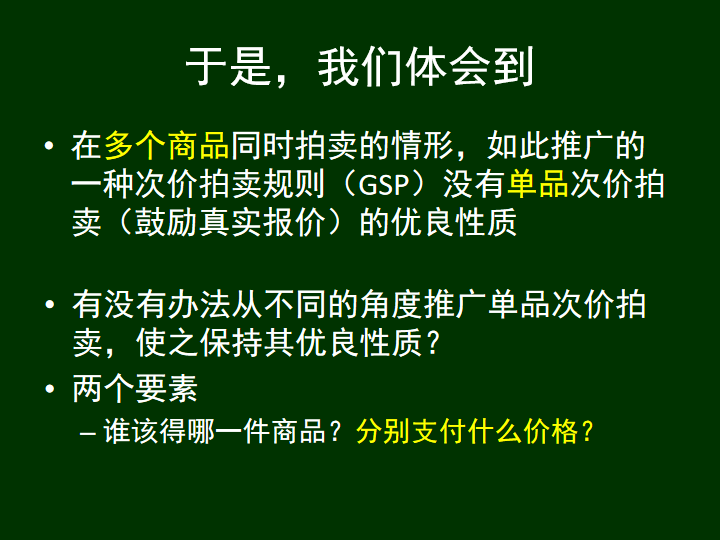 于是，我们体会到
• 在多个商品同时拍卖的情形，如此推广的
一种次价拍卖规则（GSP）没有单品次价拍
卖（鼓励真实报价）的优良性质
• 有没有办法从不同的角度推广单品次价拍
卖，使之保持其优良性质？
• 两个要素
– 谁该得哪一件商品？分别支付什么价格？